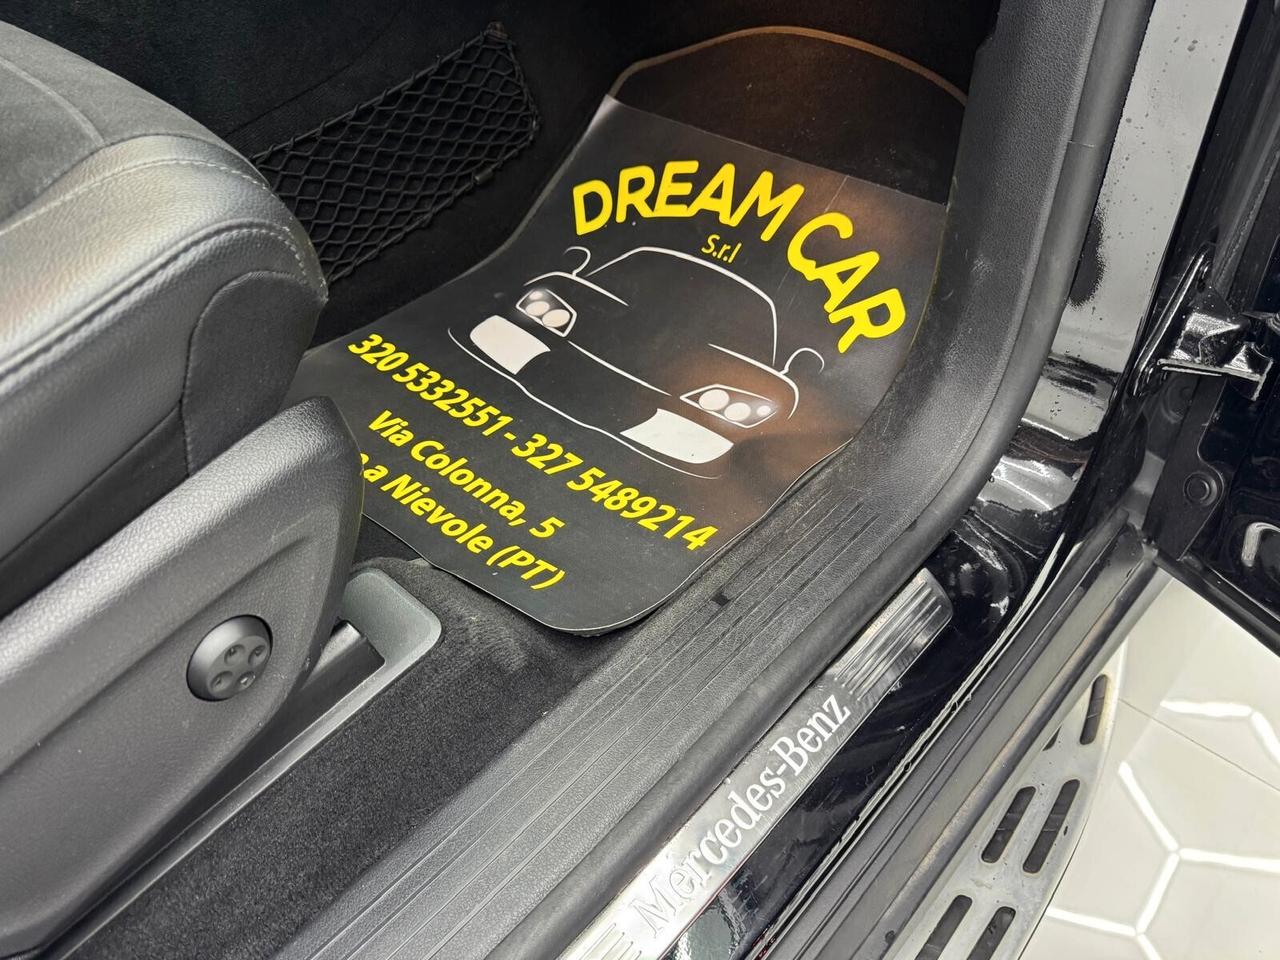 DREAM CAR
S.r.l
320 5332551 - 327 5489214
Via Colonna, 5
a Nievole (PT)
Mercedes-Benz